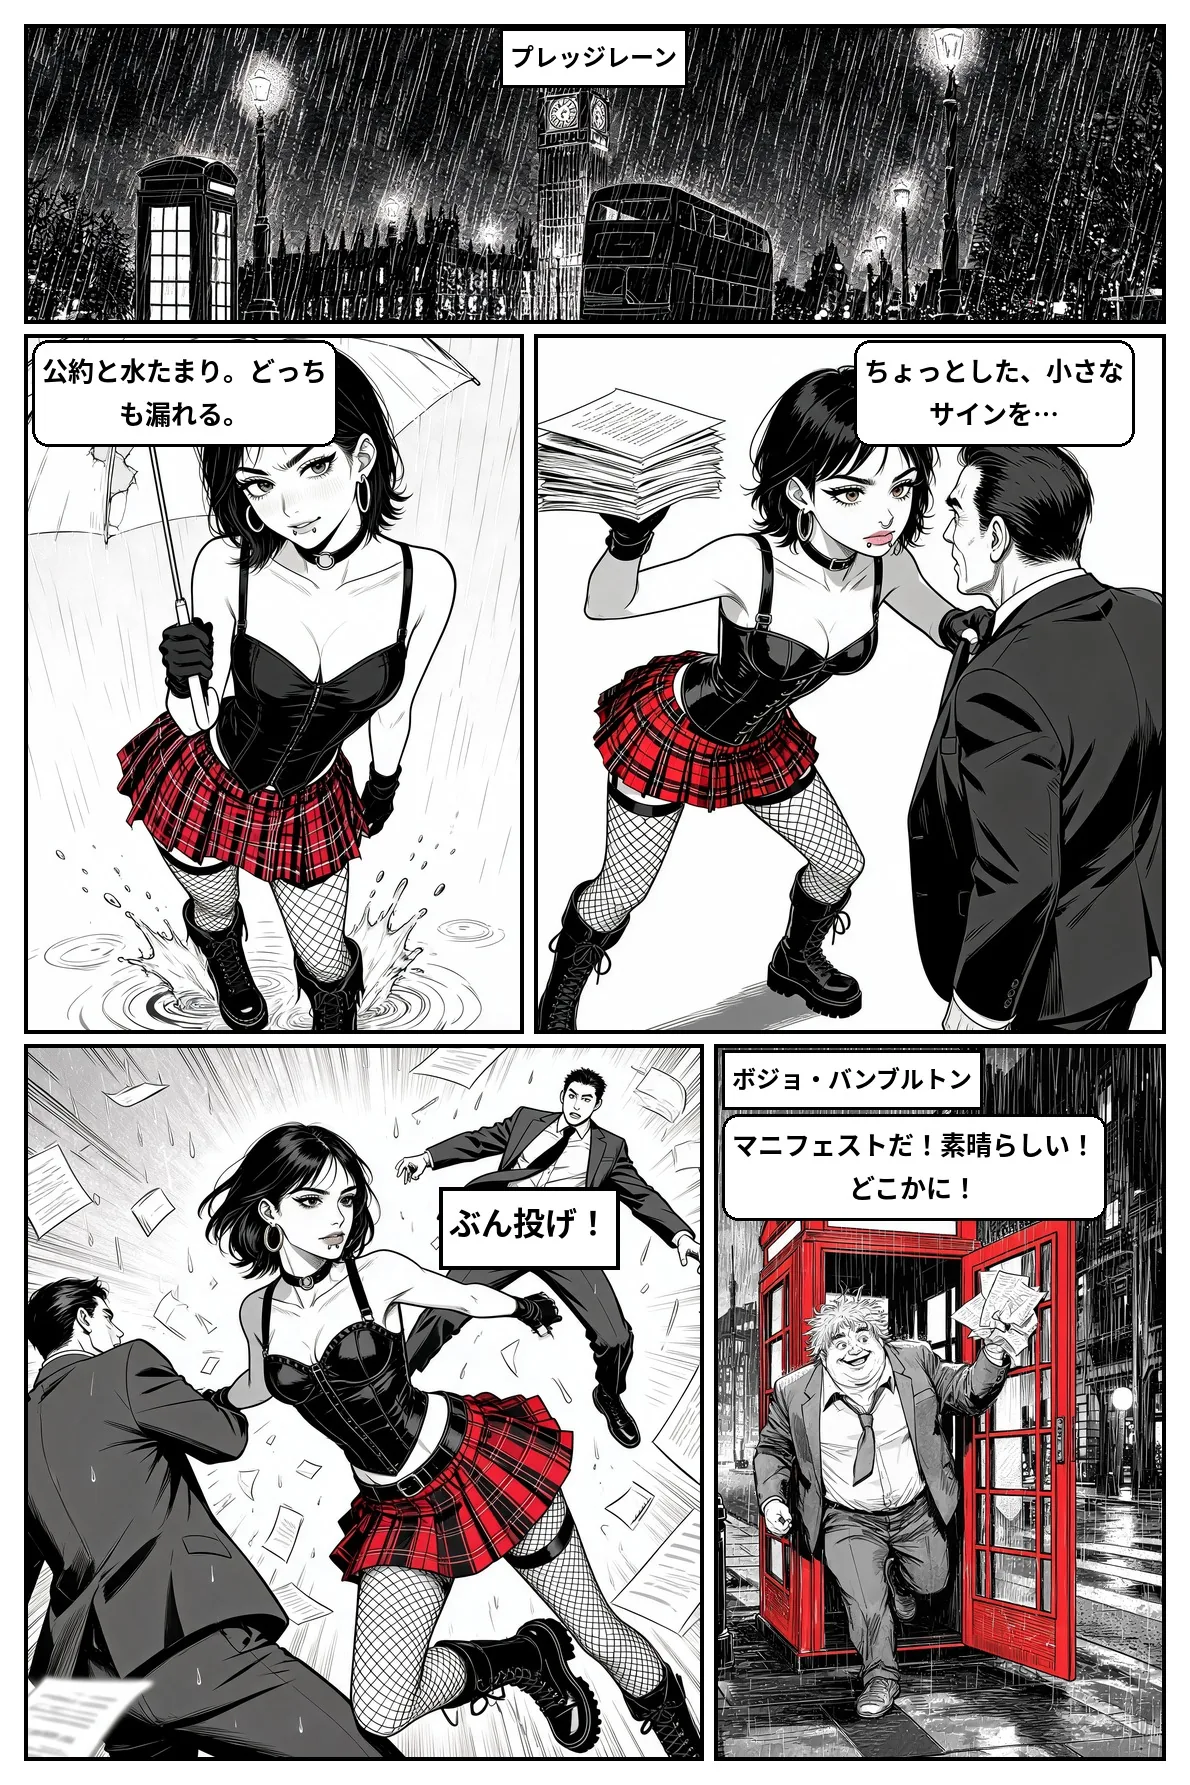 プレッジレーン
公約と水たまり。どっち
も漏れる。
ちょっとした、小さな
サインを…
ぶん投げ！
ボジョ・バンブルトン
マニフェストだ！素晴らしい！
どこかに！